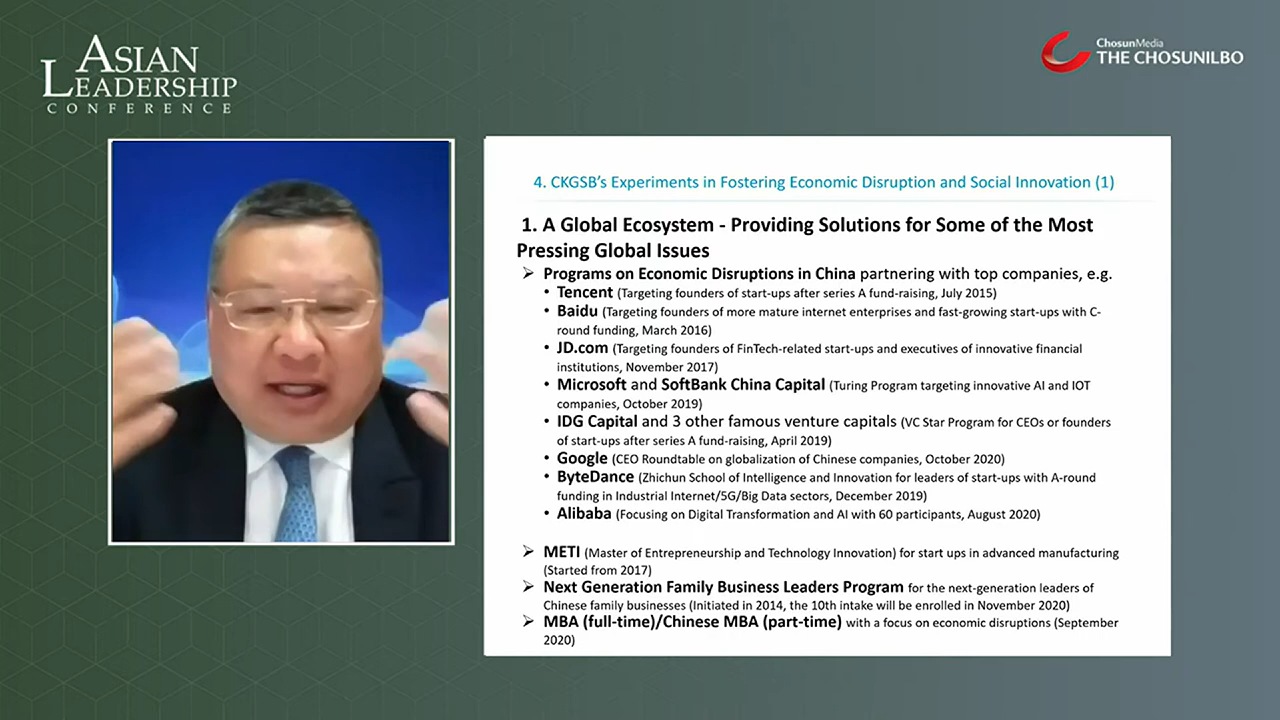 ASIAN
LEADERSHIP
CONFERENCE
ChosunMedia
THE CHOSUNILBO
4. CKGSB’s Experiments in Fostering Economic Disruption and Social Innovation (1)
1. A Global Ecosystem - Providing Solutions for Some of the Most
Pressing Global Issues
➢ Programs on Economic Disruptions in China partnering with top companies, e.g.
• Tencent (Targeting founders of start-ups after series A fund-raising, July 2015)
• Baidu (Targeting founders of more mature internet enterprises and fast-growing start-ups with C-
round funding, March 2016)
• JD.com (Targeting founders of FinTech-related start-ups and executives of innovative financial
institutions, November 2017)
• Microsoft and SoftBank China Capital (Turing Program targeting innovative AI and IOT
companies, October 2019)
• IDG Capital and 3 other famous venture capitals (VC Star Program for CEOs or founders
of start-ups after series A fund-raising, April 2019)
• Google (CEO Roundtable on globalization of Chinese companies, October 2020)
• ByteDance (Zhichun School of Intelligence and Innovation for leaders of start-ups with A-round
funding in Industrial Internet/5G/Big Data sectors, December 2019)
• Alibaba (Focusing on Digital Transformation and AI with 60 participants, August 2020)
➢ METI (Master of Entrepreneurship and Technology Innovation) for start ups in advanced manufacturing
(Started from 2017)
➢ Next Generation Family Business Leaders Program for the next-generation leaders of
Chinese family businesses (Initiated in 2014, the 10th intake will be enrolled in November 2020)
➢ MBA (full-time)/Chinese MBA (part-time) with a focus on economic disruptions (September
2020)